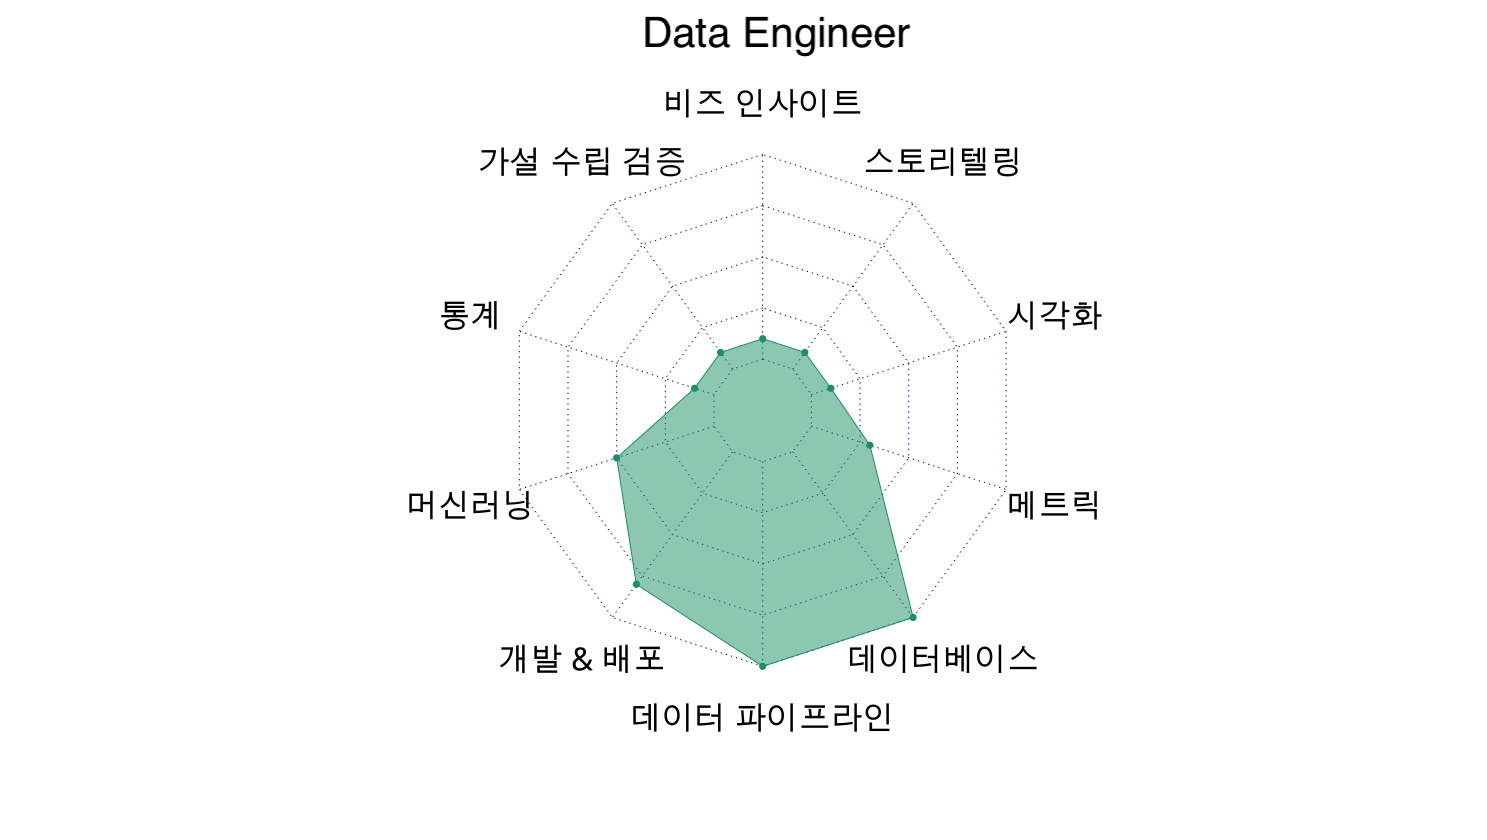 Data Engineer
비즈 인사이트
가설 수립 검증
스토리텔링
통계
시각화
머신러닝
메트릭
개발 & 배포
데이터베이스
데이터 파이프라인